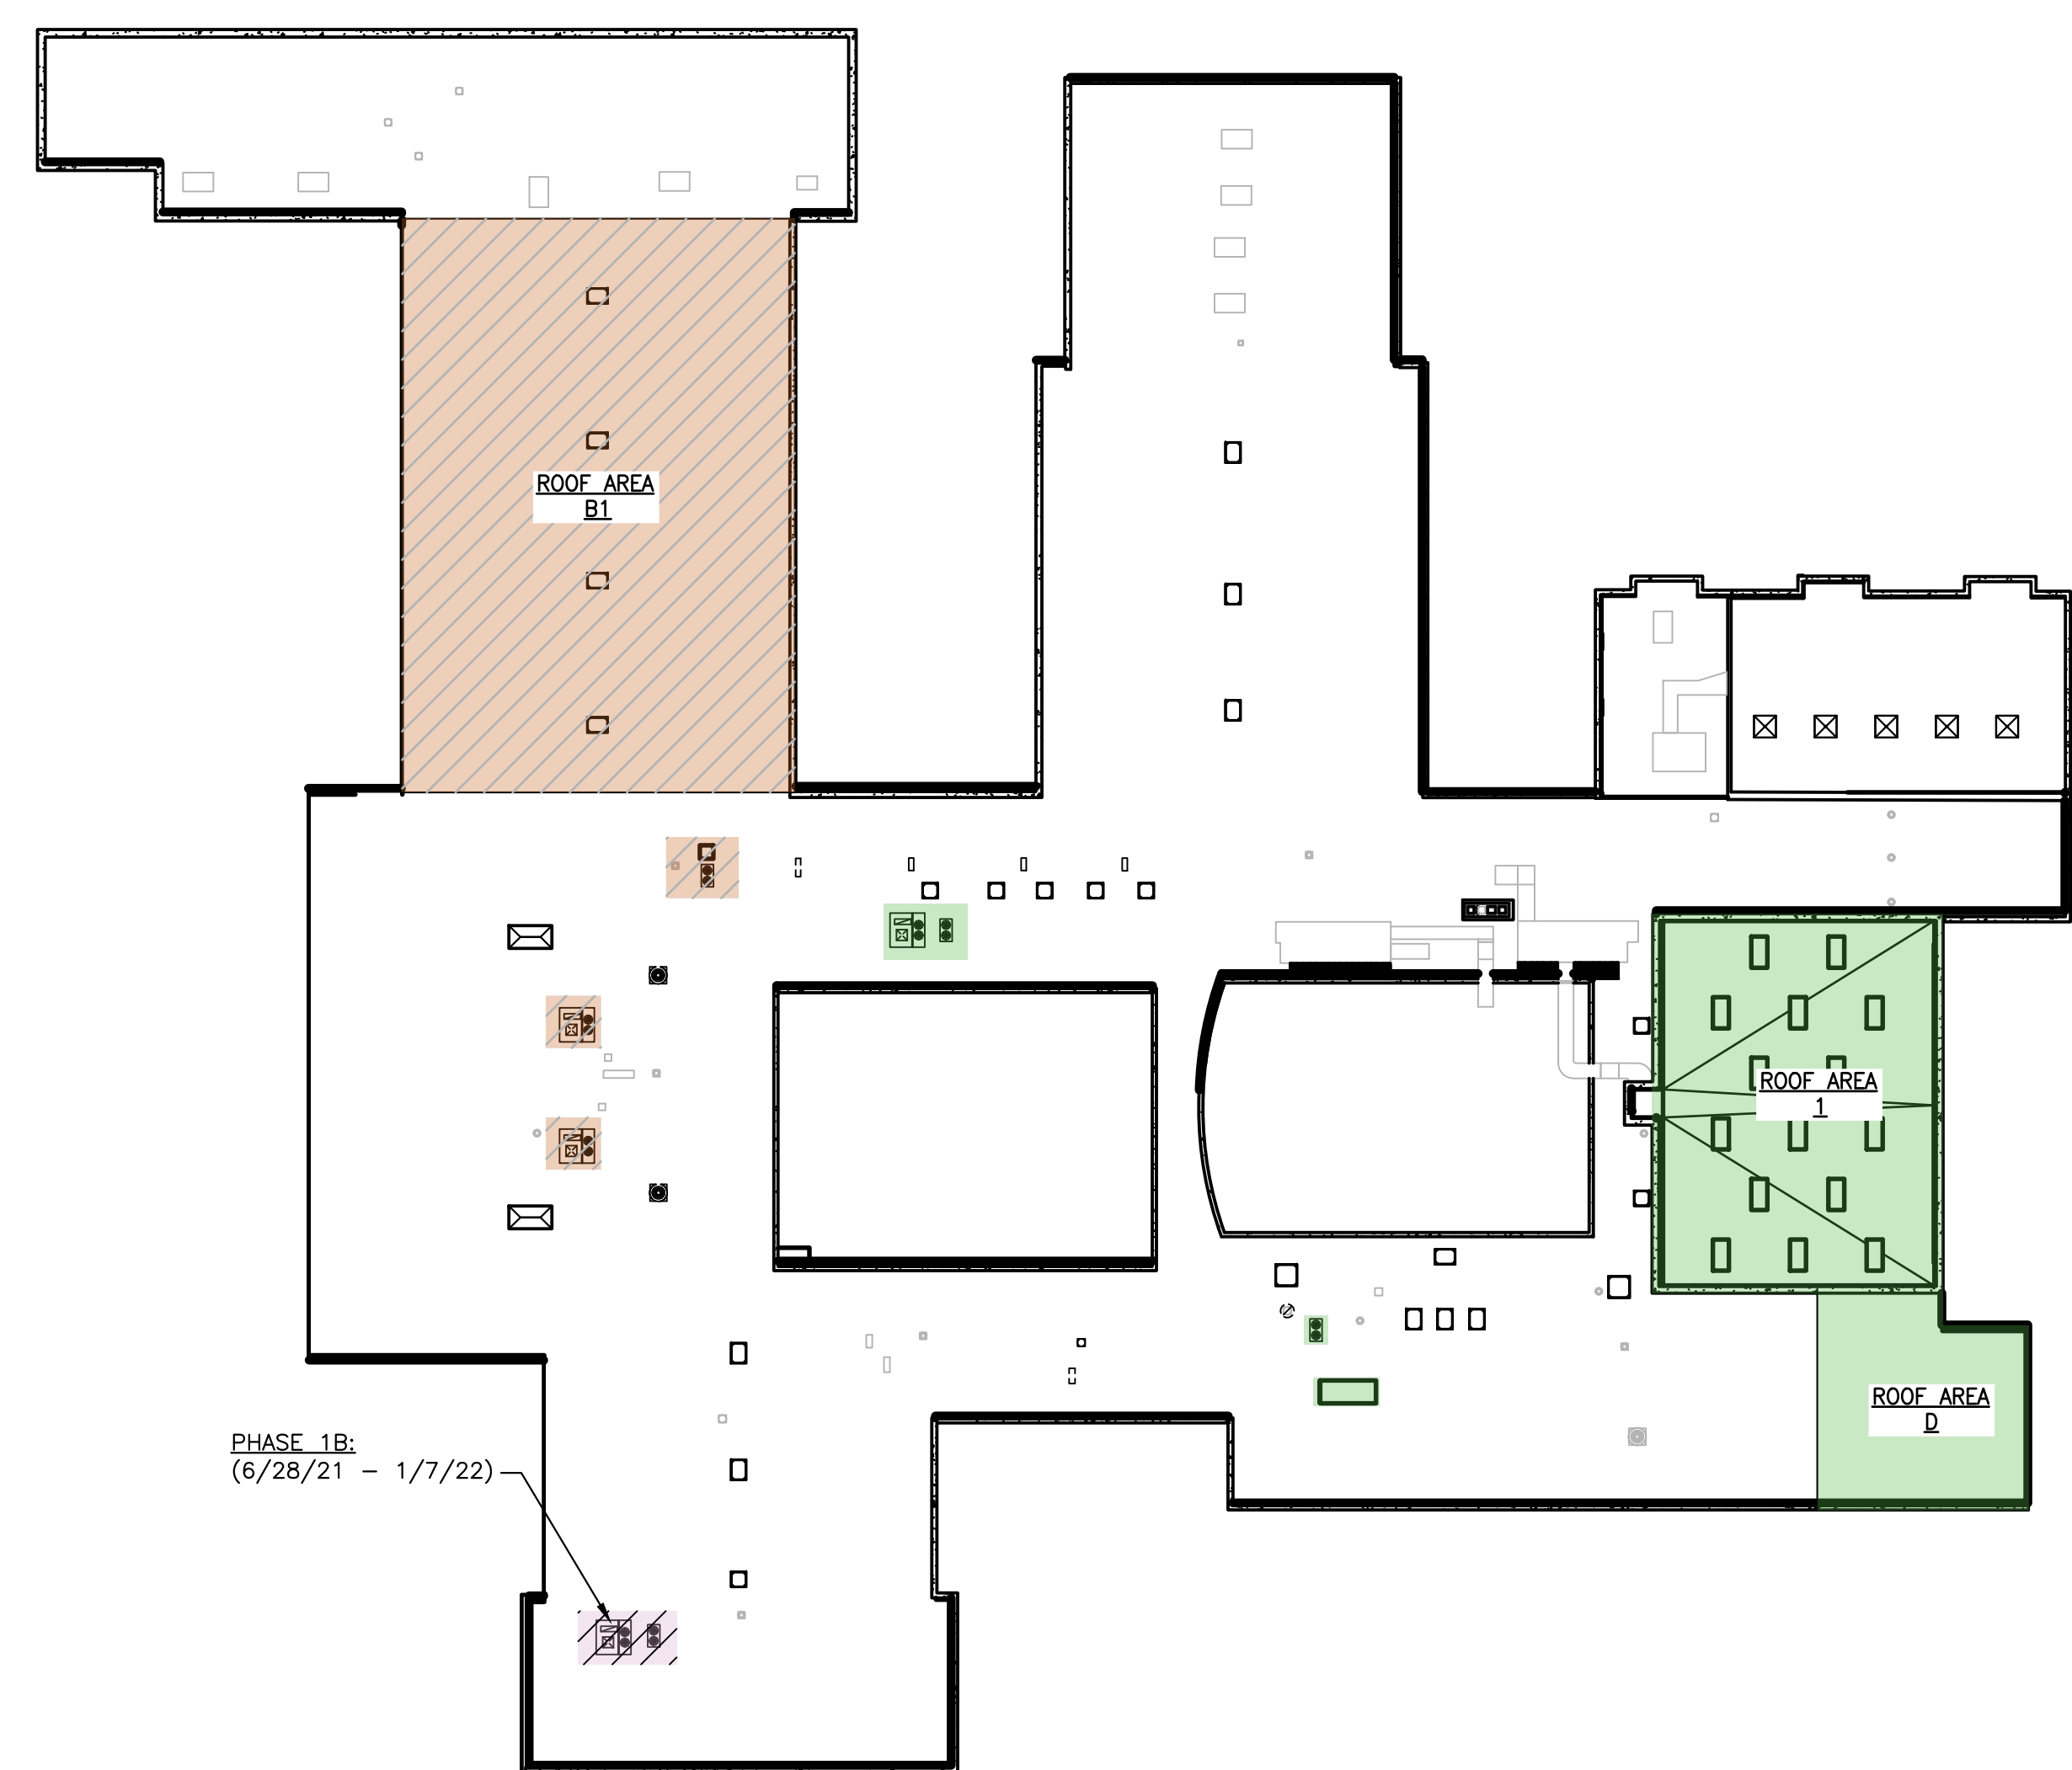 ROOF AREA
B1
ROOF AREA
1
ROOF AREA
D
PHASE 1B:
(6/28/21 - 1/7/22)